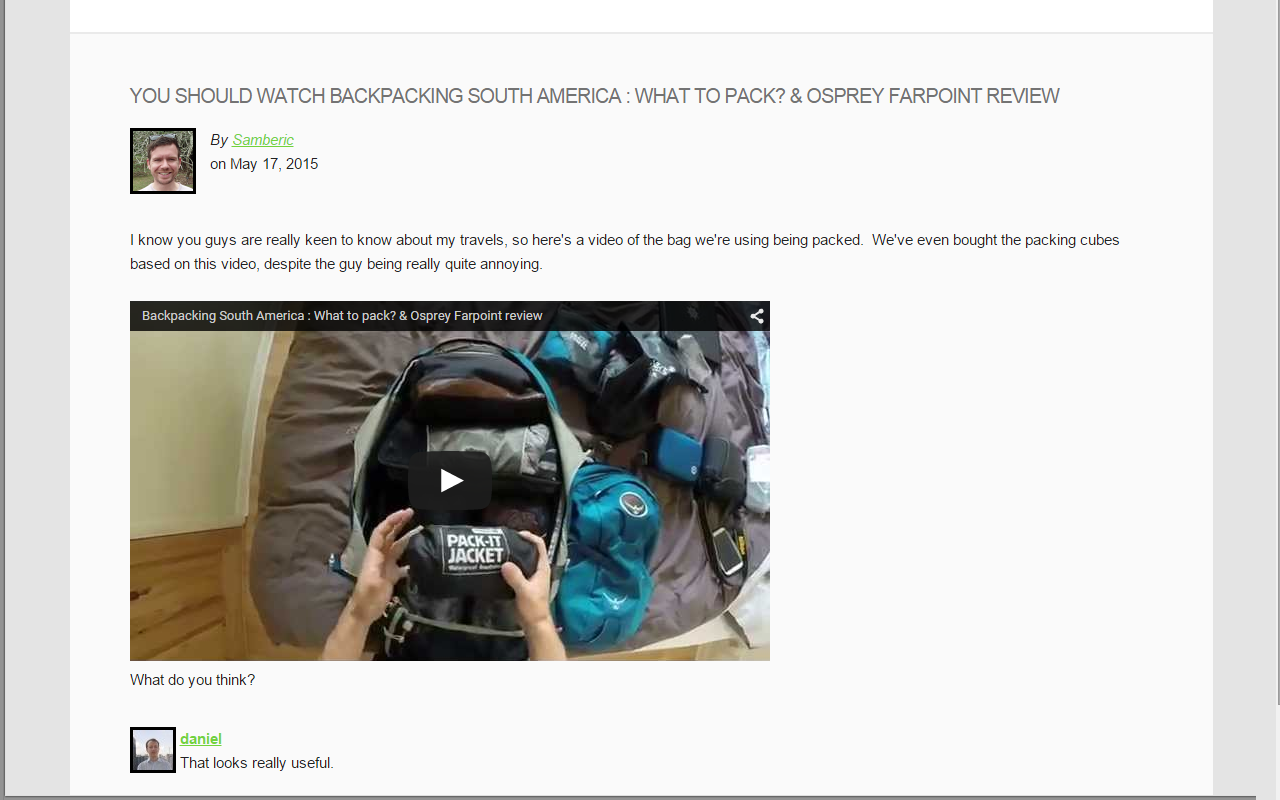 YOU SHOULD WATCH BACKPACKING SOUTH AMERICA : WHAT TO PACK? & OSPREY FARPOINT REVIEW
By Samberic
on May 17, 2015
I know you guys are really keen to know about my travels, so here's a video of the bag we're using being packed.  We've even bought the packing cubes
based on this video, despite the guy being really quite annoying.
Backpacking South America : What to pack? & Osprey Farpoint review
PACK-IT
JACKET
What do you think?
daniel
That looks really useful.